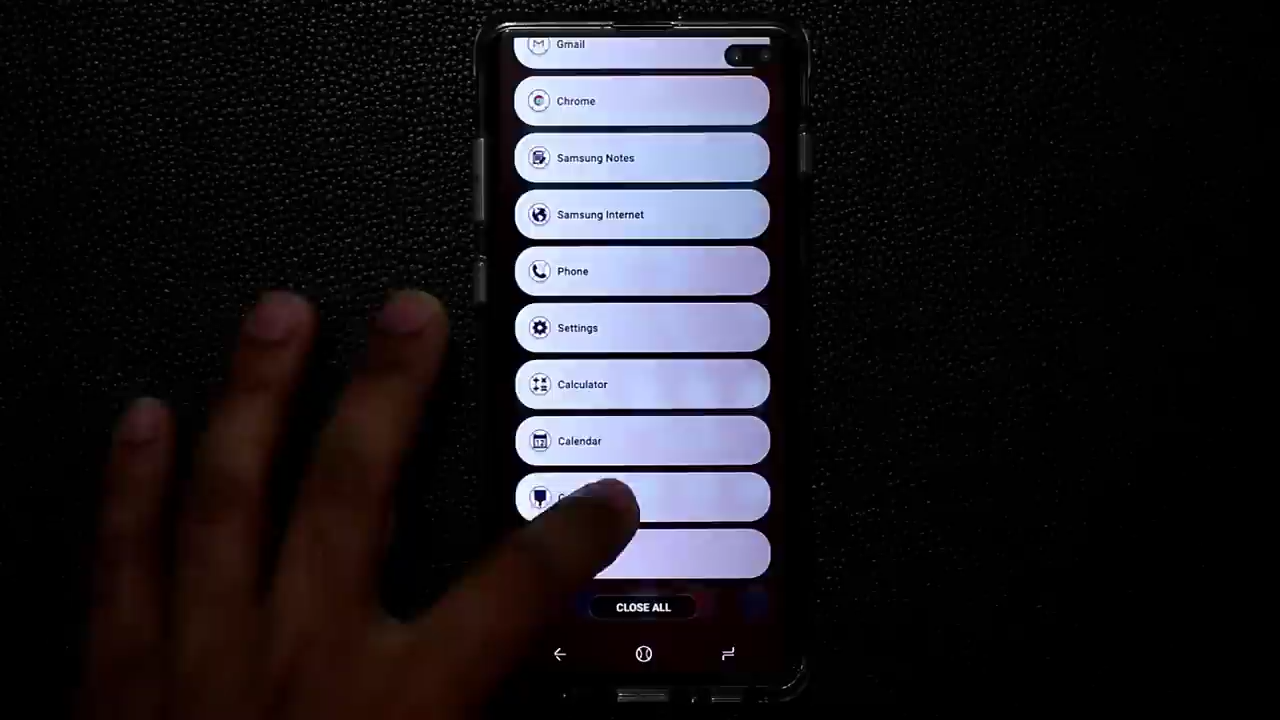 Gmail
Chrome
Samsung Notes
Samsung Internet
Phone
Settings
Calculator
Calendar
CLOSE ALL